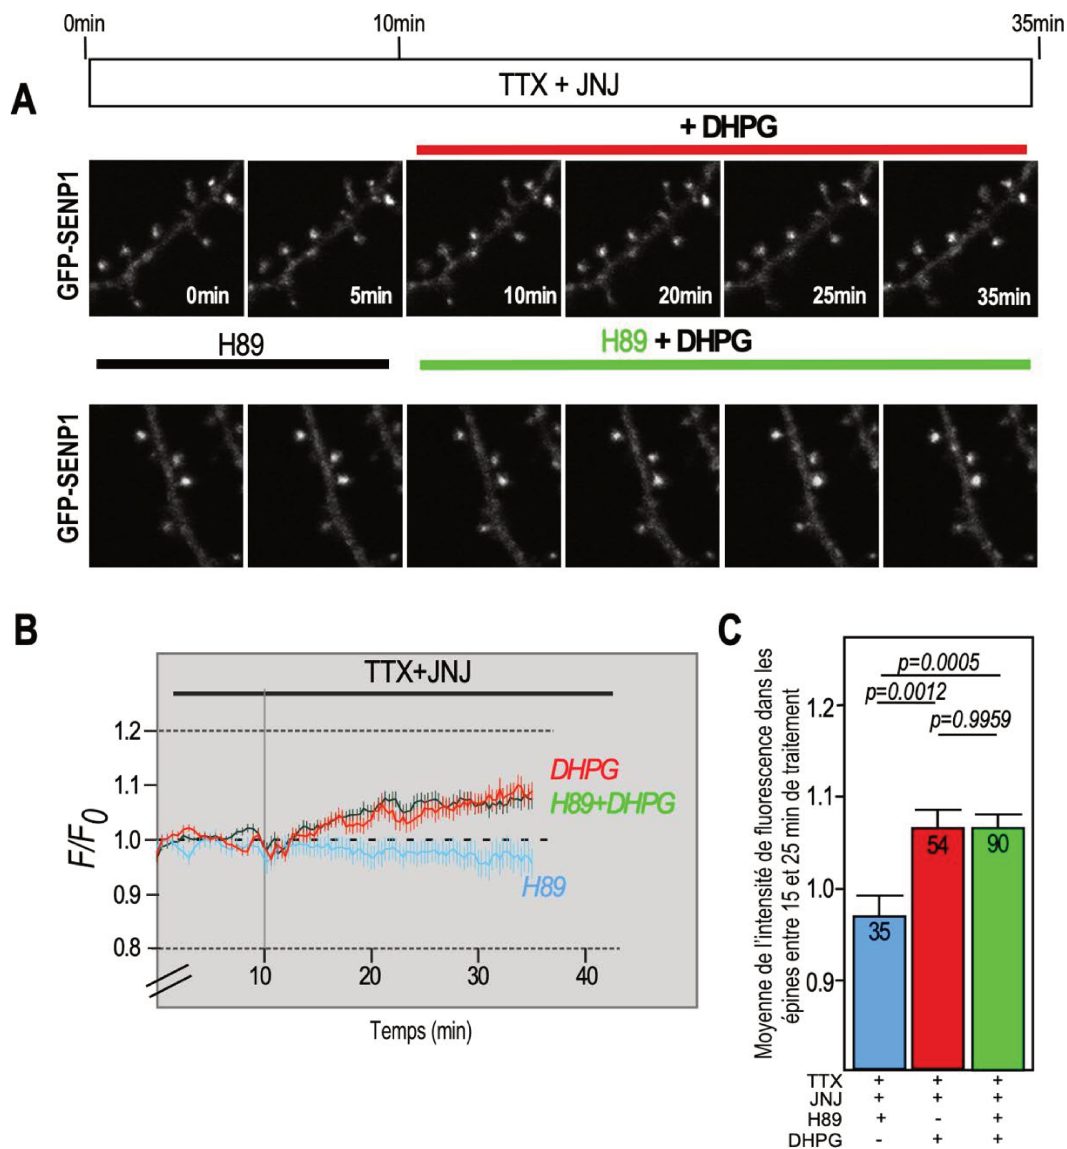 0min 10min 35min
TTX + JNJ
A
+ DHPG
GFP-SENP1
0min 5min 10min 20min 25min 35min
H89
H89 + DHPG
GFP-SENP1
B
TTX+JNJ
1.2
1.1
1.0
0.9
0.8
F/F0
DHPG
H89+DHPG
H89
10 20 30 40
Temps (min)
C
Moyenne de l'intensité de fluorescence dans les
épines entre 15 et 25 min de traitement
p=0.0005
p=0.0012
p=0.9959
1.2
1.1
1.0
0.9
35 54 90
TTX + + +
JNJ + + +
H89 + - +
DHPG - + +